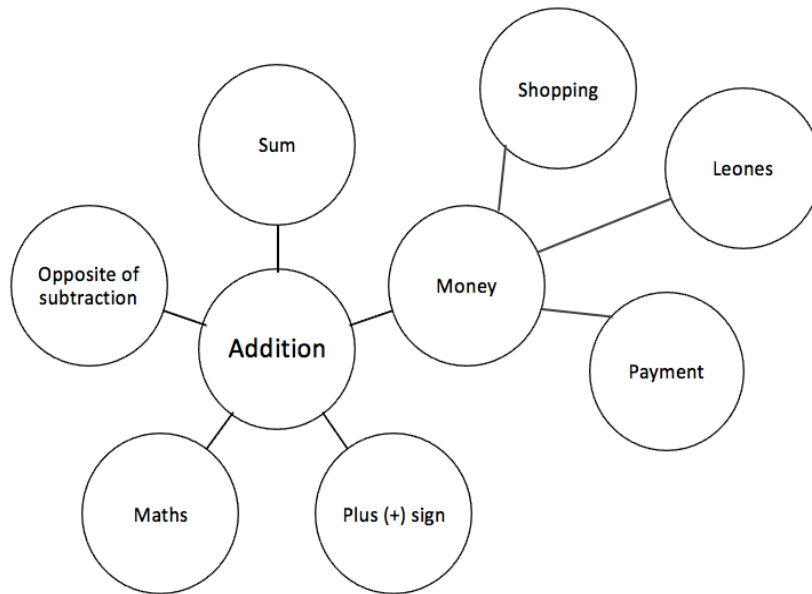 Shopping
Sum
Leones
Opposite of
subtraction
Money
Addition
Payment
Maths
Plus (+) sign